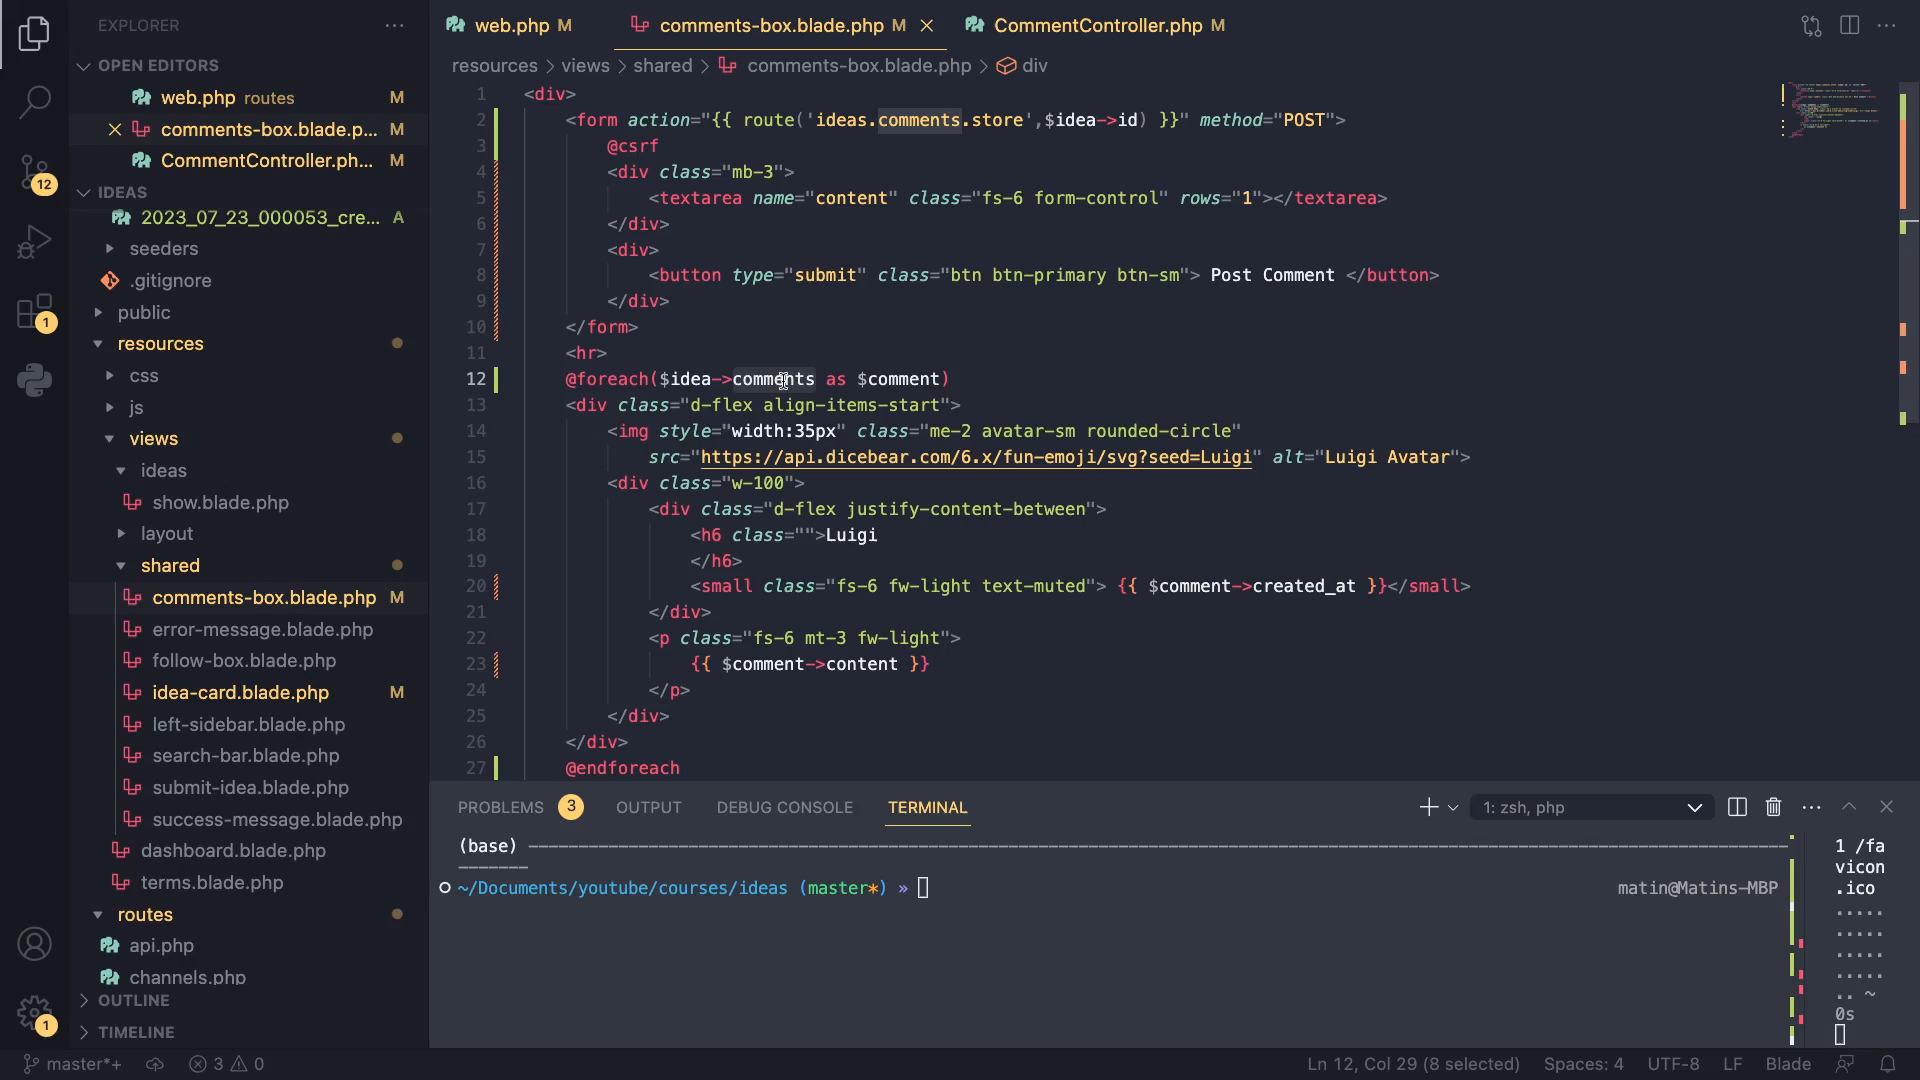 EXPLORER
OPEN EDITORS
web.php routes M
comments-box.blade.p... M
CommentController.ph... M
IDEAS
2023_07_23_000053_cre... A
seeders
.gitignore
public
resources
css
js
views
ideas
show.blade.php
layout
shared
comments-box.blade.php M
error-message.blade.php
follow-box.blade.php
idea-card.blade.php M
left-sidebar.blade.php
search-bar.blade.php
submit-idea.blade.php
success-message.blade.php
dashboard.blade.php
terms.blade.php
routes
api.php
channels.php
OUTLINE
TIMELINE
12
1
1
web.php M comments-box.blade.php M CommentController.php M
resources > views > shared > comments-box.blade.php > div
1 <div>
2 <form action="{{ route('ideas.comments.store',$idea->id) }}" method="POST">
3 @csrf
4 <div class="mb-3">
5 <textarea name="content" class="fs-6 form-control" rows="1"></textarea>
6 </div>
7 <div>
8 <button type="submit" class="btn btn-primary btn-sm"> Post Comment </button>
9 </div>
10 </form>
11 <hr>
12 @foreach($idea->comments as $comment)
13 <div class="d-flex align-items-start">
14 <img style="width:35px" class="me-2 avatar-sm rounded-circle"
15 src="https://api.dicebear.com/6.x/fun-emoji/svg?seed=Luigi" alt="Luigi Avatar">
16 <div class="w-100">
17 <div class="d-flex justify-content-between">
18 <h6 class="">Luigi
19 </h6>
20 <small class="fs-6 fw-light text-muted"> {{ $comment->created_at }}</small>
21 </div>
22 <p class="fs-6 mt-3 fw-light">
23 {{ $comment->content }}
24 </p>
25 </div>
26 </div>
27 @endforeach
PROBLEMS 3 OUTPUT DEBUG CONSOLE TERMINAL 1: zsh, php
(base) ----------
~/Documents/youtube/courses/ideas (master*) » matin@Matins-MBP
1 /fa
vicon
.ico
.....
.....
.....
.....
.. ~
0s
master*+ 3 0 Ln 12, Col 29 (8 selected) Spaces: 4 UTF-8 LF Blade